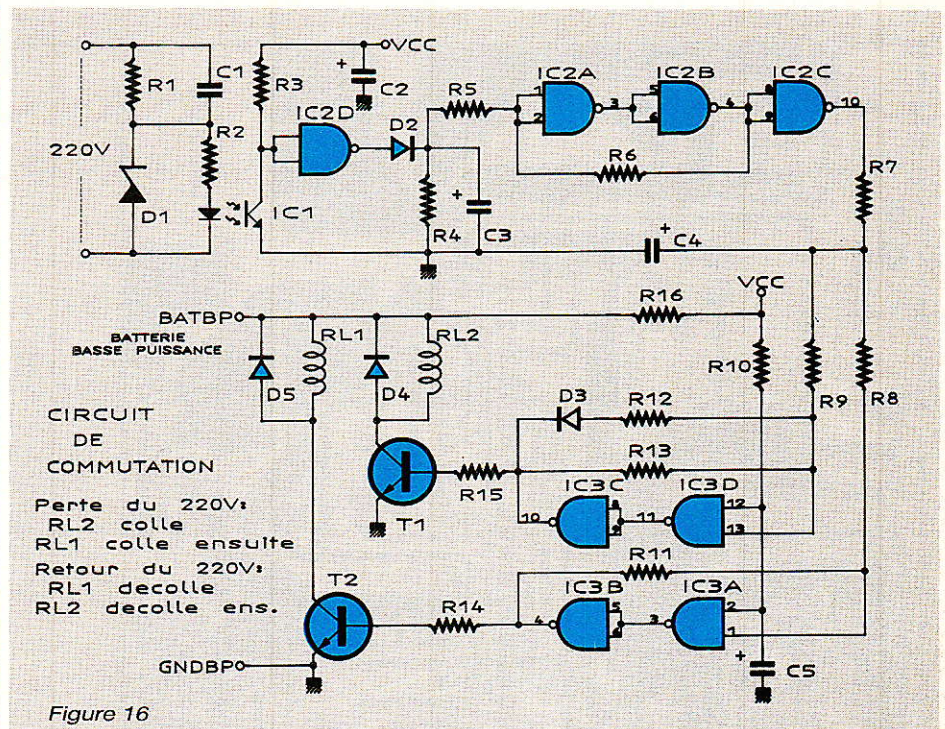 VCC
IC2A
IC2B
IC2C
R1
C1
R3
C2
R5
1
2
3
5
6
4
8
9
10
IC2D
D2
R2
220V
R6
R7
D1
IC1
R4
C3
C4
VCC
R16
BATBP
BATTERIE
BASSE PUISSANCE
RL1
RL2
R10
R9
R8
D5
D4
D3
R12
CIRCUIT
DE
COMMUTATION
R13
R15
IC3C
IC3D
10
8
9
11
12
13
T1
R11
Perte du 220V:
RL2 colle
RL1 colle ensuite
Retour du 220V:
RL1 decolle
RL2 decolle ens.
T2
IC3B
IC3A
R14
4
5
6
3
2
1
GNDBP
C5
Figure 16